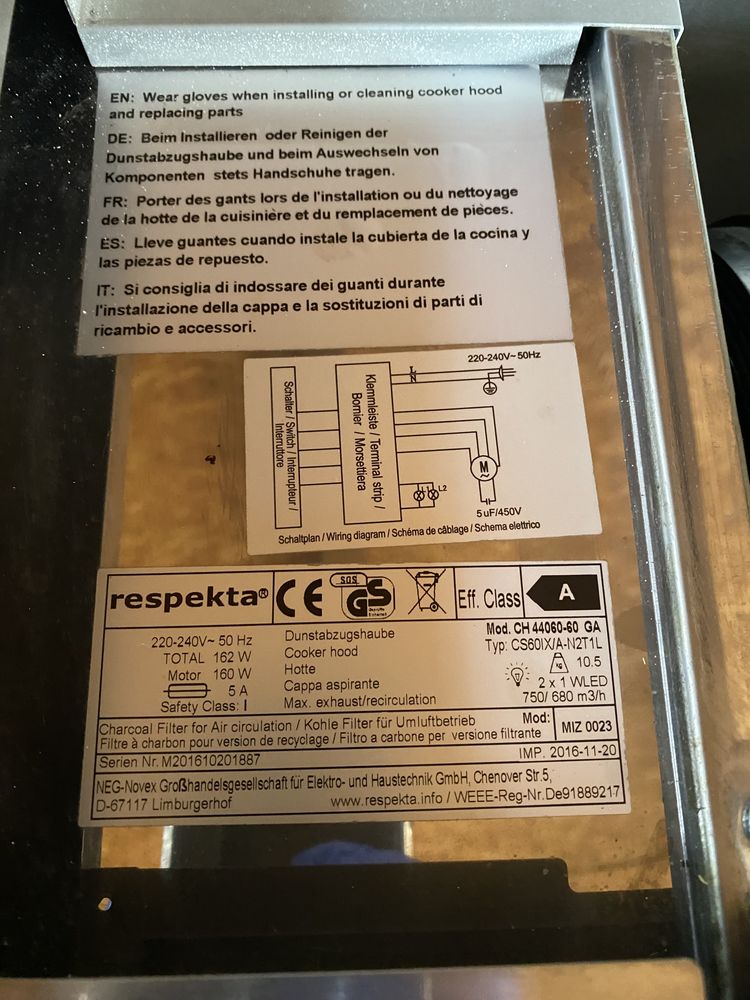 EN: Wear gloves when installing or cleaning cooker hood
and replacing parts
DE: Beim Installieren oder Reinigen der
Dunstabzugshaube und beim Auswechseln von
Komponenten stets Handschuhe tragen.
FR: Porter des gants lors de l'installation ou du nettoyage
de la hotte de la cuisinière et du remplacement de pièces.
ES: Lleve guantes cuando instale la cubierta de la cocina y
las piezas de repuesto.
IT: Si consiglia di indossare dei guanti durante
l'installazione della cappa e la sostituzioni di parti di
ricambio e accessori.
220-240V~ 50Hz
Schalter / Switch / Interrupteur /
Interruttore
Klemmleiste / Terminal strip /
Bornier / Morsettiera
M
L2
5uF/450V
Schaltplan / Wiring diagram / Schéma de câblage / Schema elettrico
respekta® CE SGS GS Eff. Class A
Geprüfte
Sicherheit
220-240V~ 50 Hz
TOTAL 162 W
Motor 160 W
5 A
Safety Class: I
Dunstabzugshaube
Cooker hood
Hotte
Cappa aspirante
Max. exhaust/recirculation
Mod. CH 44060-60 GA
Typ: CS60IX/A-N2T1L
kg 10.5
2 x 1 WLED
750/ 680 m3/h
Charcoal Filter for Air circulation / Kohle Filter für Umluftbetrieb
Filtre à charbon pour version de recyclage / Filtro a carbone per versione filtrante
Mod: MIZ 0023
Serien Nr. M201610201887 IMP. 2016-11-20
NEG-Novex Großhandelsgesellschaft für Elektro- und Haustechnik GmbH, Chenover Str.5,
D-67117 Limburgerhof www.respekta.info / WEEE-Reg-Nr.De91889217